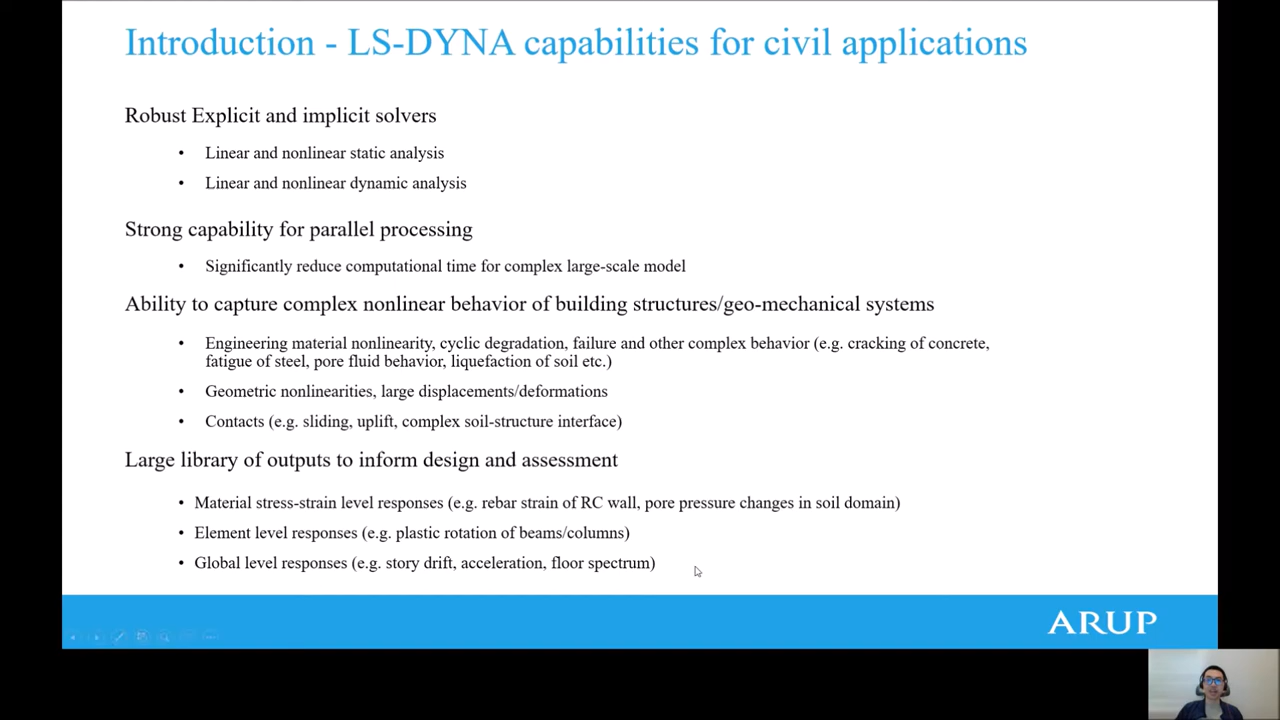 Introduction - LS-DYNA capabilities for civil applications
Robust Explicit and implicit solvers
• Linear and nonlinear static analysis
• Linear and nonlinear dynamic analysis
Strong capability for parallel processing
• Significantly reduce computational time for complex large-scale model
Ability to capture complex nonlinear behavior of building structures/geo-mechanical systems
• Engineering material nonlinearity, cyclic degradation, failure and other complex behavior (e.g. cracking of concrete,
fatigue of steel, pore fluid behavior, liquefaction of soil etc.)
• Geometric nonlinearities, large displacements/deformations
• Contacts (e.g. sliding, uplift, complex soil-structure interface)
Large library of outputs to inform design and assessment
• Material stress-strain level responses (e.g. rebar strain of RC wall, pore pressure changes in soil domain)
• Element level responses (e.g. plastic rotation of beams/columns)
• Global level responses (e.g. story drift, acceleration, floor spectrum)
ARUP